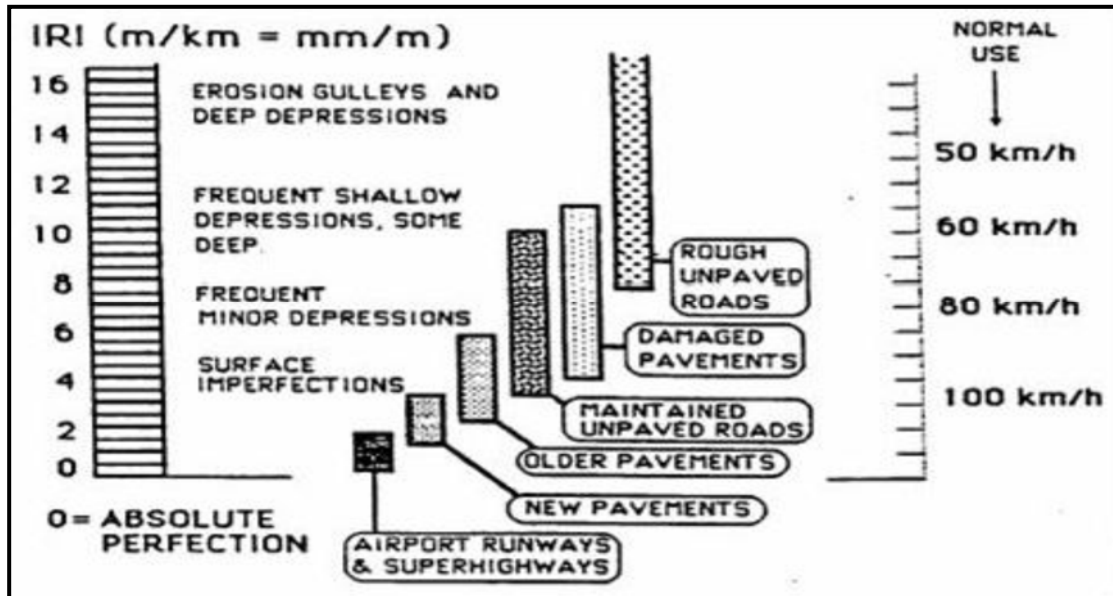 IRI (m/km = mm/m)
NORMAL
USE
16
14
12
10
8
6
4
2
0
EROSION GULLEYS AND
DEEP DEPRESSIONS
FREQUENT SHALLOW
DEPRESSIONS, SOME
DEEP.
FREQUENT
MINOR DEPRESSIONS
SURFACE
IMPERFECTIONS
ROUGH
UNPAVED
ROADS
DAMAGED
PAVEMENTS
MAINTAINED
UNPAVED ROADS
OLDER PAVEMENTS
NEW PAVEMENTS
AIRPORT RUNWAYS
& SUPERHIGHWAYS
50 km/h
60 km/h
80 km/h
100 km/h
0= ABSOLUTE
PERFECTION